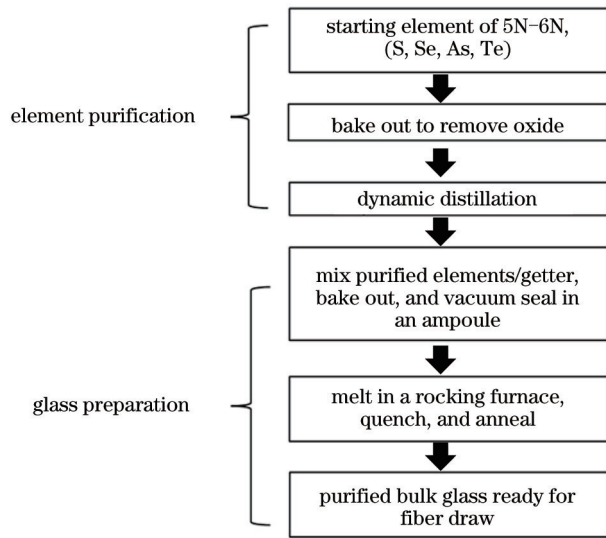 starting element of 5N–6N,
(S, Se, As, Te)
element purification
bake out to remove oxide
dynamic distillation
mix purified elements/getter,
bake out, and vacuum seal in
an ampoule
glass preparation
melt in a rocking furnace,
quench, and anneal
purified bulk glass ready for
fiber draw